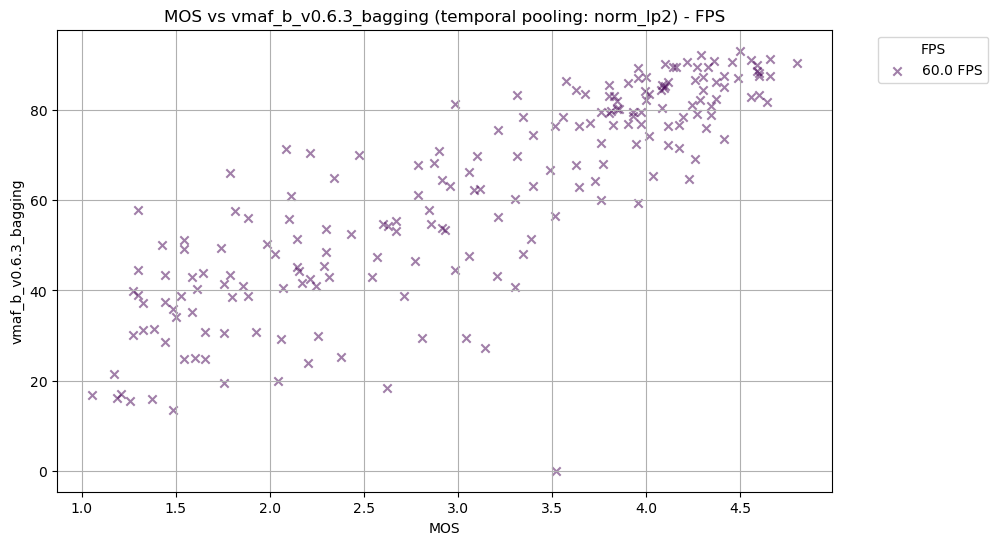 MOS vs vmaf_b_v0.6.3_bagging (temporal pooling: norm_lp2) - FPS
FPS
60.0 FPS
vmaf_b_v0.6.3_bagging
80
60
40
20
0
1.0 1.5 2.0 2.5 3.0 3.5 4.0 4.5
MOS